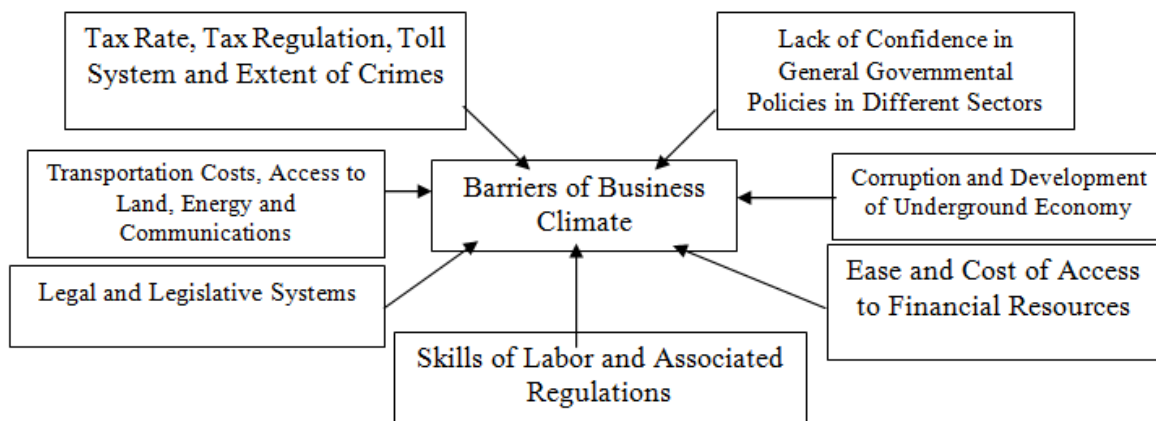 Tax Rate, Tax Regulation, Toll
System and Extent of Crimes
Lack of Confidence in
General Governmental
Policies in Different Sectors
Transportation Costs, Access to
Land, Energy and
Communications
Barriers of Business
Climate
Corruption and Development
of Underground Economy
Legal and Legislative Systems
Ease and Cost of Access
to Financial Resources
Skills of Labor and Associated
Regulations